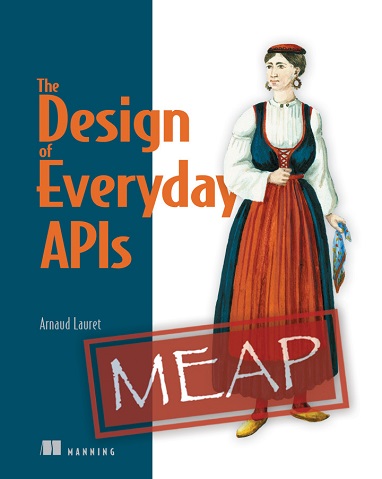 The
Design
of
Everyday
APIs
Arnaud Lauret
MEAP
MANNING